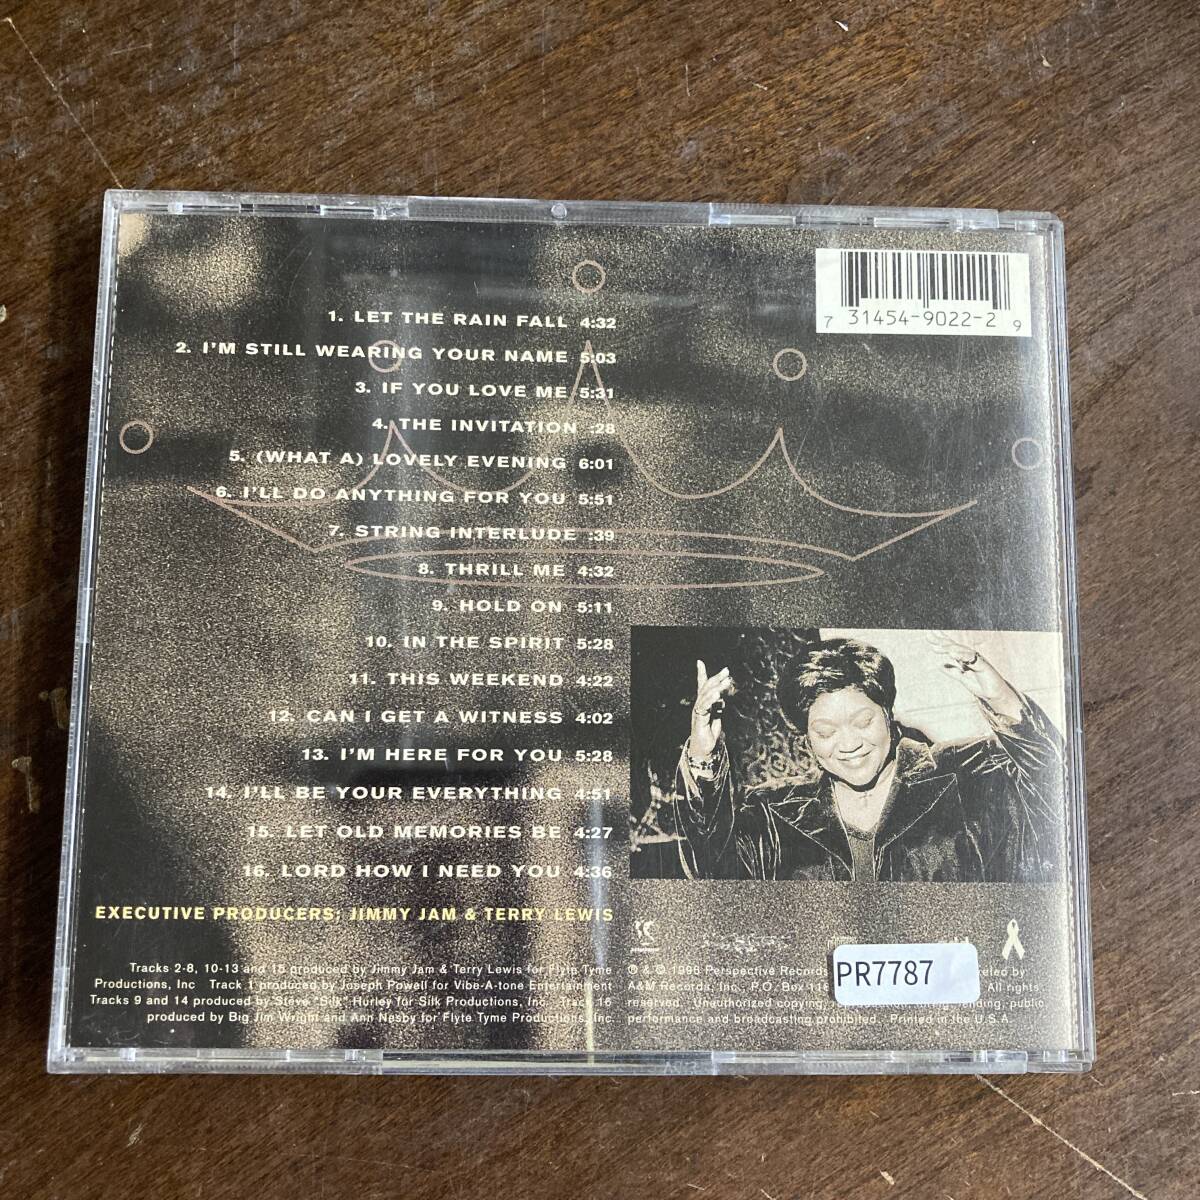 7 31454-9022-2 9
1. LET THE RAIN FALL 4:32
2. I'M STILL WEARING YOUR NAME 5:03
3. IF YOU LOVE ME 5:31
4. THE INVITATION :28
5. (WHAT A) LOVELY EVENING 6:01
6. I'LL DO ANYTHING FOR YOU 5:51
7. STRING INTERLUDE :39
8. THRILL ME 4:32
9. HOLD ON 5:11
10. IN THE SPIRIT 5:28
11. THIS WEEKEND 4:22
12. CAN I GET A WITNESS 4:02
13. I'M HERE FOR YOU 5:28
14. I'LL BE YOUR EVERYTHING 4:51
15. LET OLD MEMORIES BE 4:27
16. LORD HOW I NEED YOU 4:36
EXECUTIVE PRODUCERS; JIMMY JAM & TERRY LEWIS
Tracks 2-8, 10-13 and 15 produced by Jimmy Jam & Terry Lewis for Flyte Tyme
Productions, Inc Track 1 produced by Joseph Powell for Vibe-A-tone Entertainment
Tracks 9 and 14 produced by Steve "Silk" Hurley for Silk Productions, Inc. Track 16
produced by Big Jim Wright and Ann Nesby for Flyte Tyme Productions, Inc.
℗ & © 1996 Perspective Records
A&M Records, Inc., P.O. Box 118 All rights
reserved. Unauthorized copying, lending, public
performance and broadcasting prohibited. Printed in the U.S.A.
PR7787